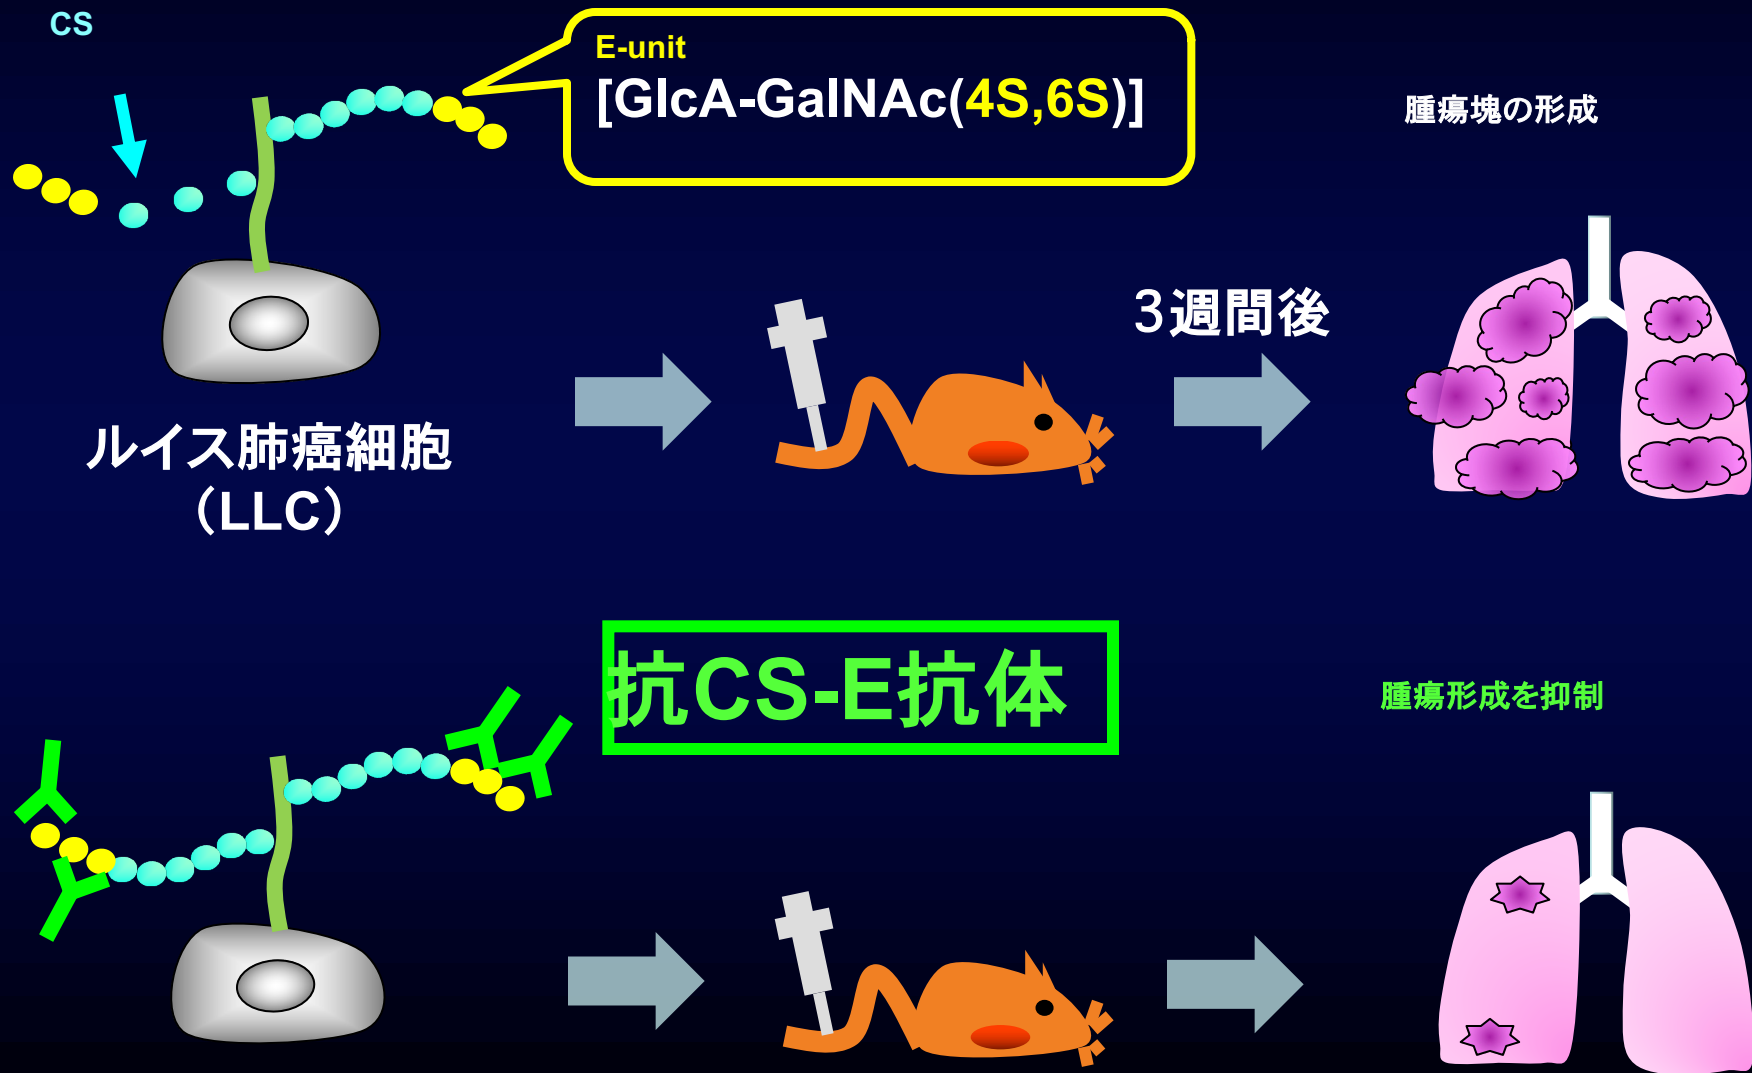 CS
E-unit
[GlcA-GalNAc(4S,6S)]
腫瘍塊の形成
3週間後
ルイス肺癌細胞
（LLC）
抗CS-E抗体
腫瘍形成を抑制